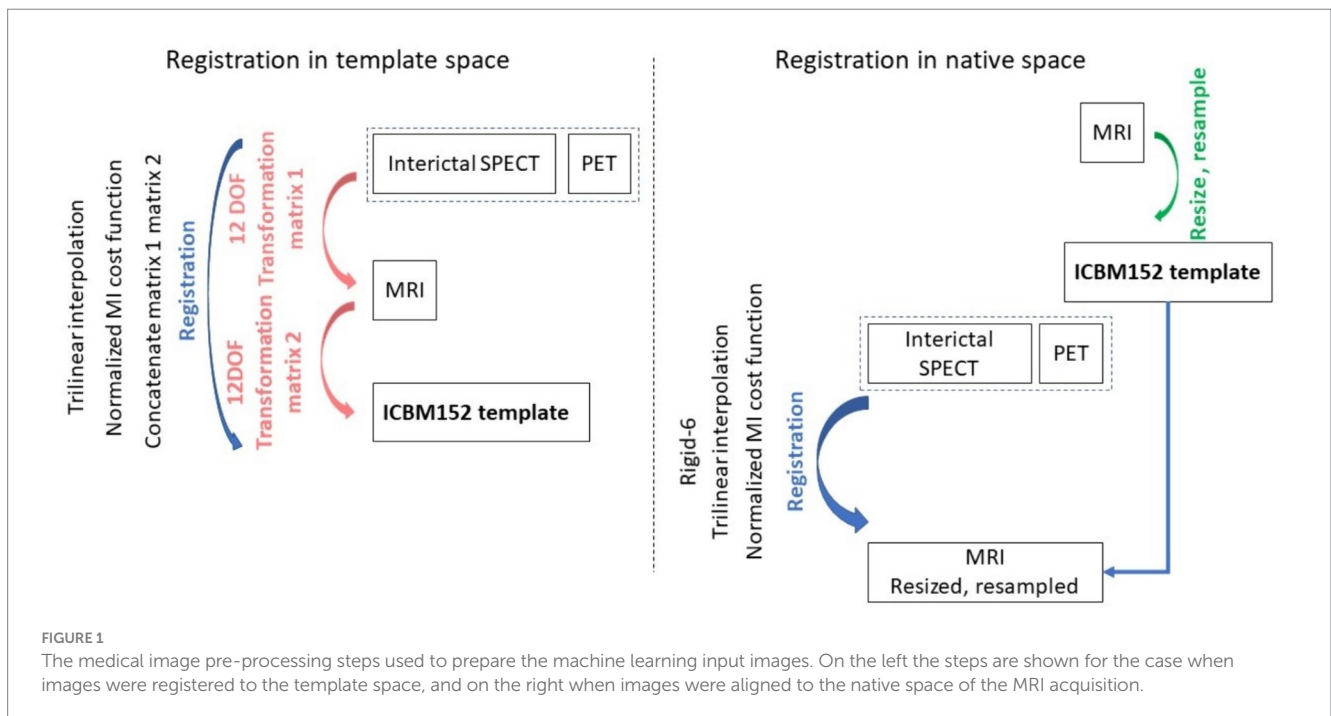 Registration in template space
Trilinear interpolation
Normalized MI cost function
Concatenate matrix 1 matrix 2
Registration
12 DOF
Transformation
matrix 1
12DOF
Transformation
matrix 2
Interictal SPECT
PET
MRI
ICBM152 template
Registration in native space
MRI
Resize, resample
ICBM152 template
Interictal
SPECT
PET
Rigid-6
Trilinear interpolation
Normalized MI cost function
Registration
MRI
Resized, resampled
FIGURE 1
The medical image pre-processing steps used to prepare the machine learning input images. On the left the steps are shown for the case when
images were registered to the template space, and on the right when images were aligned to the native space of the MRI acquisition.